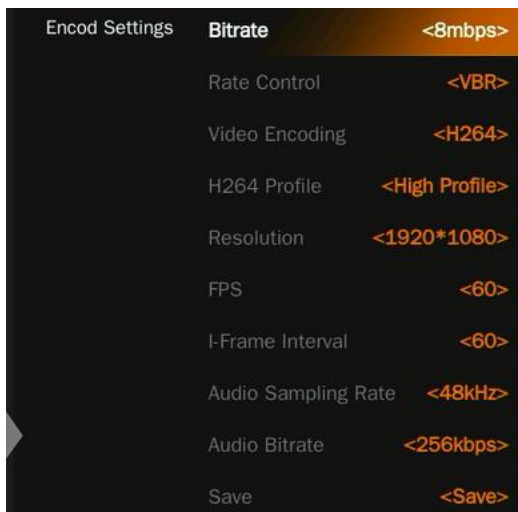 Encod Settings
Bitrate <8mbps>
Rate Control <VBR>
Video Encoding <H264>
H264 Profile <High Profile>
Resolution <1920*1080>
FPS <60>
I-Frame Interval <60>
Audio Sampling Rate <48kHz>
Audio Bitrate <256kbps>
Save <Save>